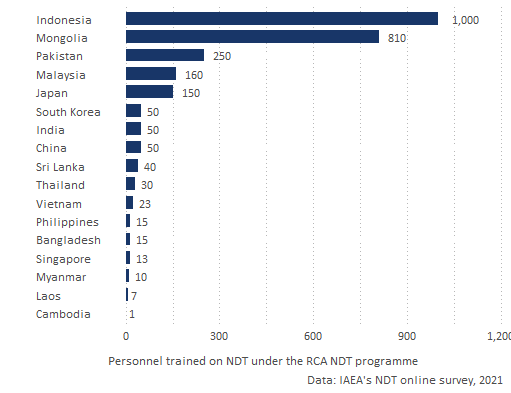 Indonesia 1,000
Mongolia 810
Pakistan 250
Malaysia 160
Japan 150
South Korea 50
India 50
China 50
Sri Lanka 40
Thailand 30
Vietnam 23
Philippines 15
Bangladesh 15
Singapore 13
Myanmar 10
Laos 7
Cambodia 1
0 300 600 900 1,200
Personnel trained on NDT under the RCA NDT programme
Data: IAEA's NDT online survey, 2021